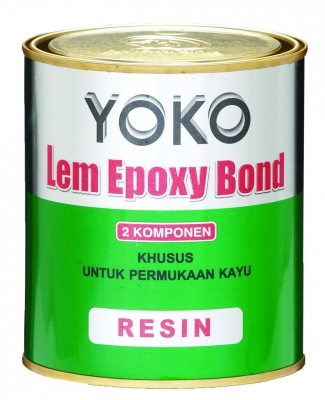 YOKO
Lem Epoxy Bond
2 KOMPONEN
KHUSUS
UNTUK PERMUKAAN KAYU
RESIN